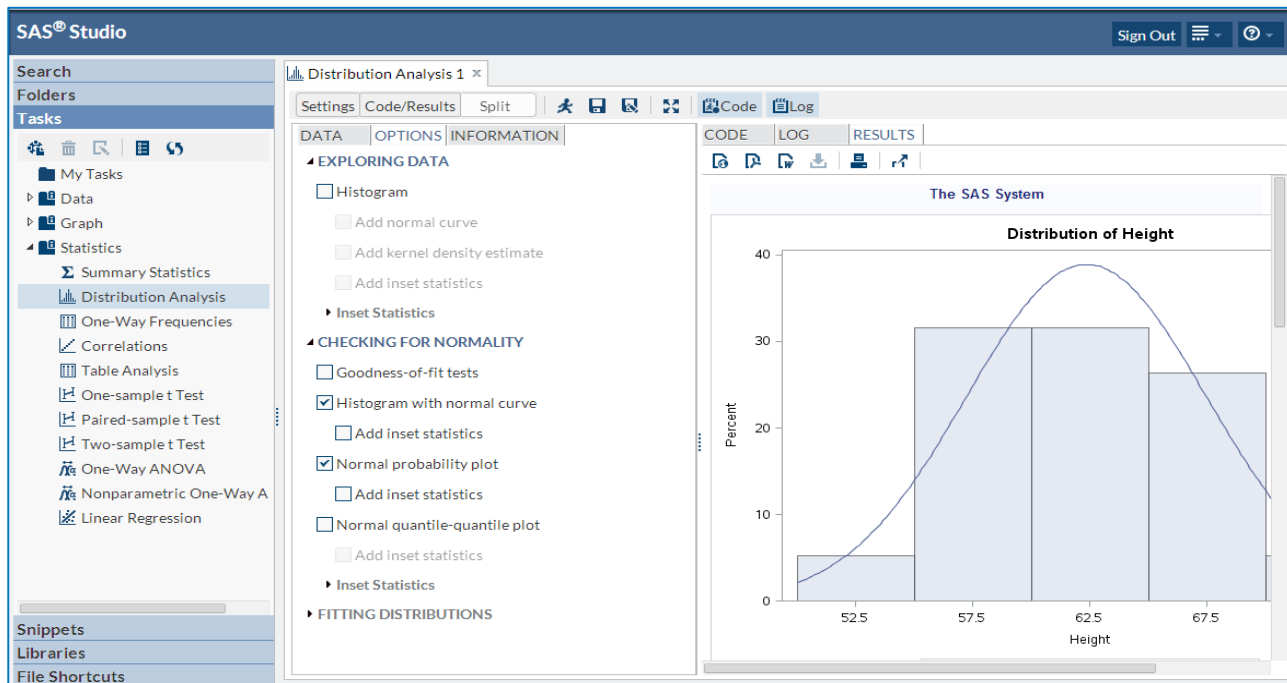 SAS® Studio
Sign Out
Search
Folders
Tasks
My Tasks
Data
Graph
Statistics
Σ Summary Statistics
Distribution Analysis
One-Way Frequencies
Correlations
Table Analysis
One-sample t Test
Paired-sample t Test
Two-sample t Test
One-Way ANOVA
Nonparametric One-Way A
Linear Regression
Snippets
Libraries
File Shortcuts
Distribution Analysis 1
Settings Code/Results Split
Code Log
DATA OPTIONS INFORMATION
EXPLORING DATA
Histogram
Add normal curve
Add kernel density estimate
Add inset statistics
Inset Statistics
CHECKING FOR NORMALITY
Goodness-of-fit tests
Histogram with normal curve
Add inset statistics
Normal probability plot
Add inset statistics
Normal quantile-quantile plot
Add inset statistics
Inset Statistics
FITTING DISTRIBUTIONS
CODE LOG RESULTS
The SAS System
Distribution of Height
40
30
20
10
0
Percent
52.5 57.5 62.5 67.5
Height